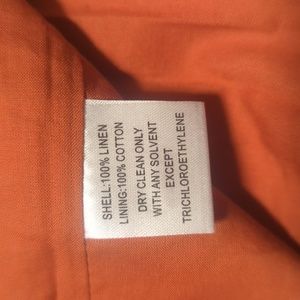 SHELL:100% LINEN
LINING:100% COTTON
DRY CLEAN ONLY
WITH ANY SOLVENT
EXCEPT
TRICHLOROETHYLENE